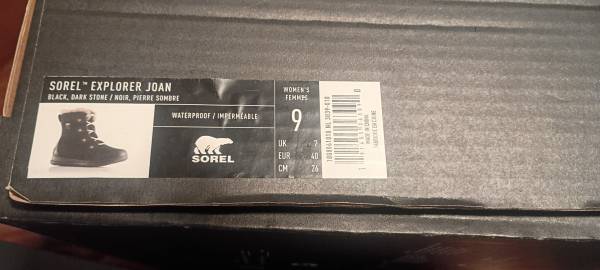 SOREL™ EXPLORER JOAN
BLACK, DARK STONE / NOIR, PIERRE SOMBRE
WATERPROOF / IMPERMÉABLE
SOREL
WOMEN'S
FEMMES
9
UK 7
EUR 40
CM 26
MADE IN CHINA